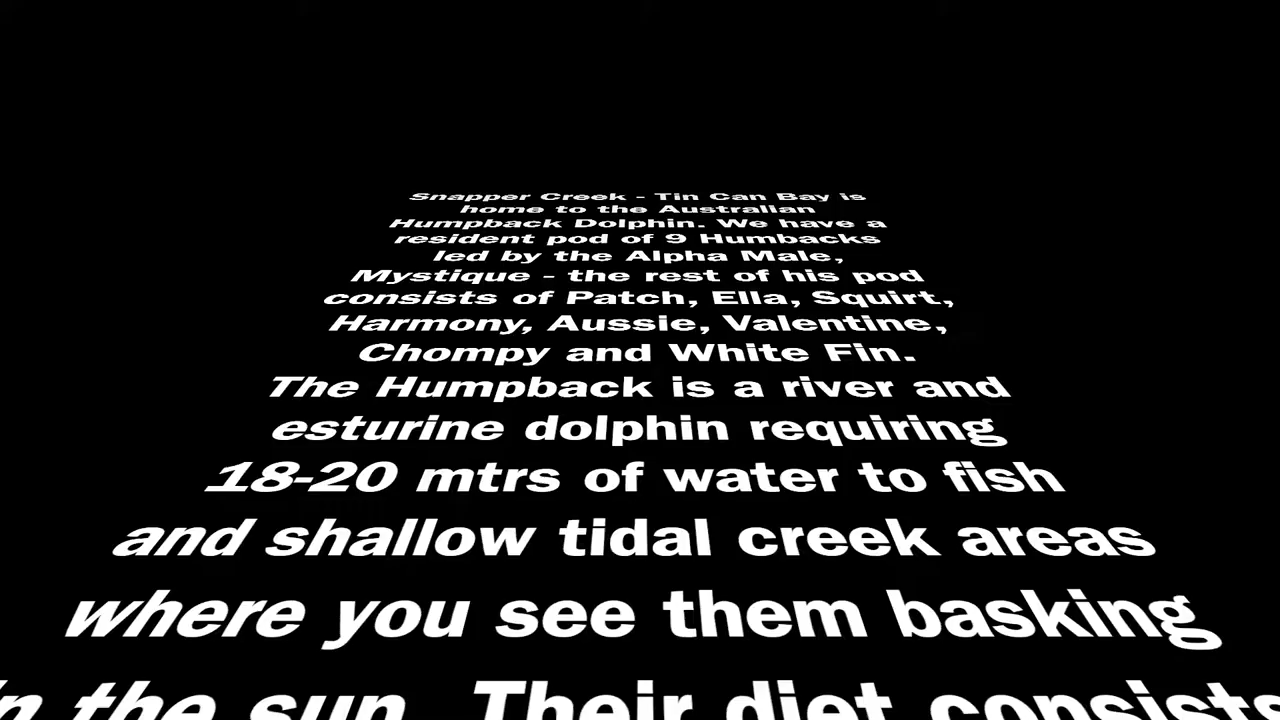 Snapper Creek - Tin Can Bay is
home to the Australian
Humpback Dolphin. We have a
resident pod of 9 Humbacks
led by the Alpha Male,
Mystique - the rest of his pod
consists of Patch, Ella, Squirt,
Harmony, Aussie, Valentine,
Chompy and White Fin.
The Humpback is a river and
esturine dolphin requiring
18-20 mtrs of water to fish
and shallow tidal creek areas
where you see them basking
in the sun. Their diet consists